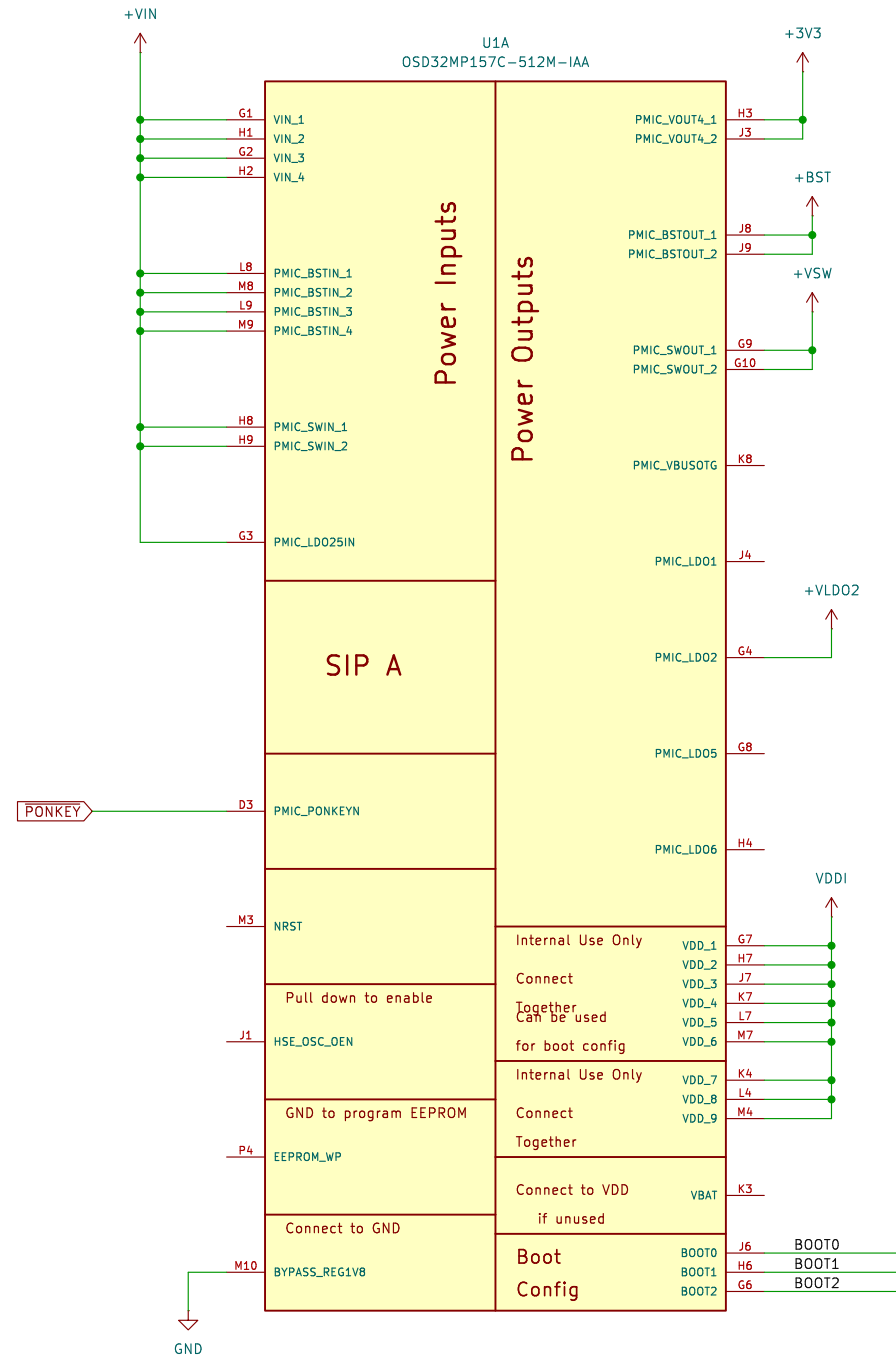 +VIN
U1A
OSD32MP157C-512M-IAA
+3V3
G1 VIN_1
H1 VIN_2
G2 VIN_3
H2 VIN_4
L8 PMIC_BSTIN_1
M8 PMIC_BSTIN_2
L9 PMIC_BSTIN_3
M9 PMIC_BSTIN_4
H8 PMIC_SWIN_1
H9 PMIC_SWIN_2
G3 PMIC_LDO25IN
Power Inputs
SIP A
PONKEY
D3 PMIC_PONKEYN
M3 NRST
Pull down to enable
J1 HSE_OSC_OEN
GND to program EEPROM
P4 EEPROM_WP
Connect to GND
M10 BYPASS_REG1V8
GND
Power Outputs
PMIC_VOUT4_1 H3
PMIC_VOUT4_2 J3
+BST
PMIC_BSTOUT_1 J8
PMIC_BSTOUT_2 J9
+VSW
PMIC_SWOUT_1 G9
PMIC_SWOUT_2 G10
PMIC_VBUSOTG K8
PMIC_LDO1 J4
+VLDO2
PMIC_LDO2 G4
PMIC_LDO5 G8
PMIC_LDO6 H4
VDDI
Internal Use Only
Connect
Together
Can be used
for boot config
VDD_1 G7
VDD_2 H7
VDD_3 J7
VDD_4 K7
VDD_5 L7
VDD_6 M7
Internal Use Only
Connect
Together
VDD_7 K4
VDD_8 L4
VDD_9 M4
Connect to VDD
if unused
VBAT K3
Boot
Config
BOOT0 J6 BOOT0
BOOT1 H6 BOOT1
BOOT2 G6 BOOT2